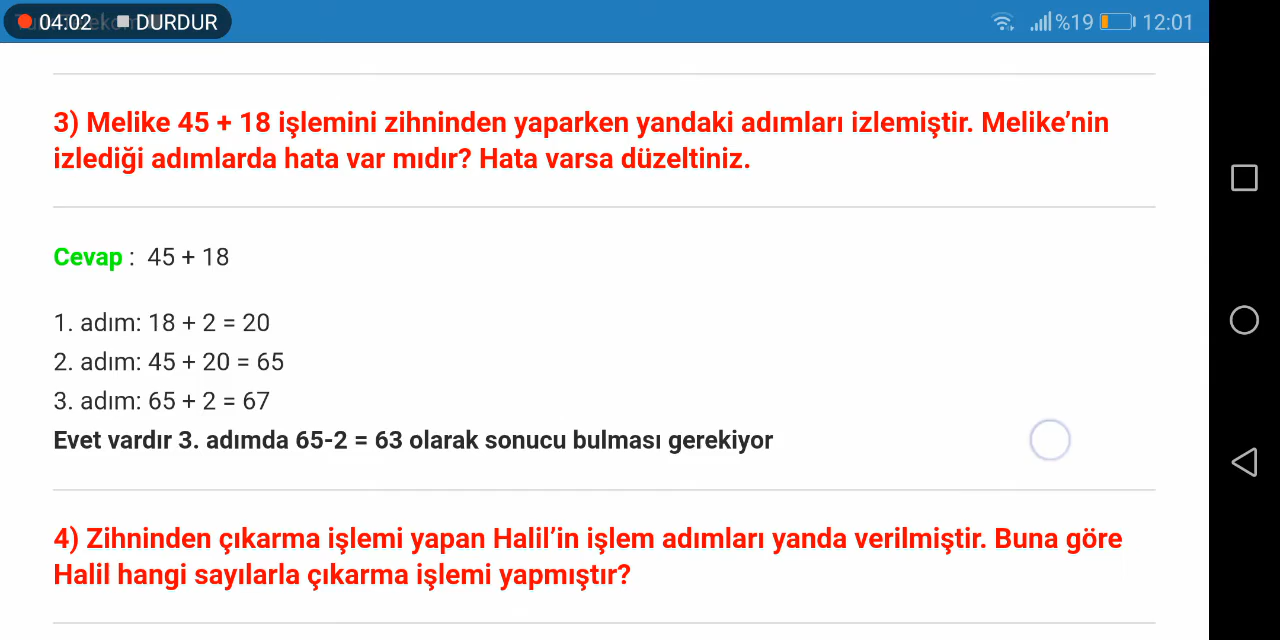 04:02 DURDUR %19 12:01
3) Melike 45 + 18 işlemini zihninden yaparken yandaki adımları izlemiştir. Melike’nin
izlediği adımlarda hata var mıdır? Hata varsa düzeltiniz.
Cevap : 45 + 18
1. adım: 18 + 2 = 20
2. adım: 45 + 20 = 65
3. adım: 65 + 2 = 67
Evet vardır 3. adımda 65-2 = 63 olarak sonucu bulması gerekiyor
4) Zihninden çıkarma işlemi yapan Halil’in işlem adımları yanda verilmiştir. Buna göre
Halil hangi sayılarla çıkarma işlemi yapmıştır?